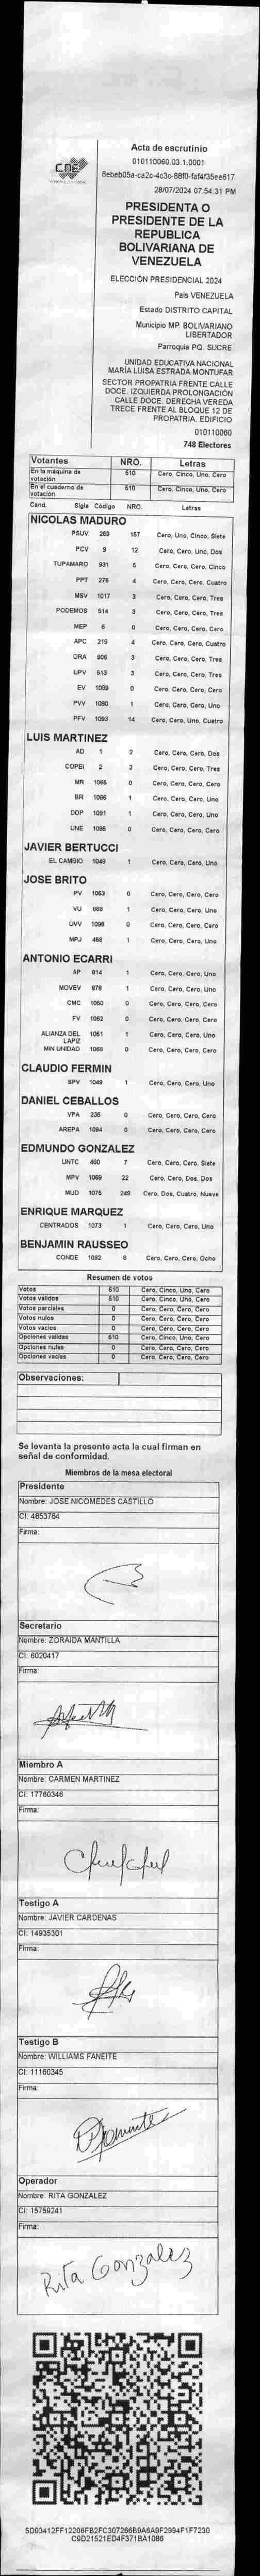 Acta de escrutinio
CNE
010110060.03.1.0001
6ebeb05a-ca2c-4c3c-88f0-faf4f35ee617
28/07/2024 07:54:31 PM
PRESIDENTA O
PRESIDENTE DE LA
REPUBLICA
BOLIVARIANA DE
VENEZUELA
ELECCIÓN PRESIDENCIAL 2024
País VENEZUELA
Estado DISTRITO CAPITAL
Municipio MP. BOLIVARIANO
LIBERTADOR
Parroquia PQ. SUCRE
UNIDAD EDUCATIVA NACIONAL
MARÍA LUISA ESTRADA MONTUFAR
SECTOR PROPATRIA FRENTE CALLE
DOCE. IZQUIERDA PROLONGACIÓN
CALLE DOCE. DERECHA VEREDA
TRECE FRENTE AL BLOQUE 12 DE
PROPATRIA. EDIFICIO
010110060
748 Electores
Votantes NRO. Letras
En la máquina de votación 510 Cero, Cinco, Uno, Cero
En el cuaderno de votación 510 Cero, Cinco, Uno, Cero
Cand. Sigla Código NRO. Letras
NICOLAS MADURO
PSUV 269 157 Cero, Uno, Cinco, Siete
PCV 9 12 Cero, Cero, Uno, Dos
TUPAMARO 931 5 Cero, Cero, Cero, Cinco
PPT 276 4 Cero, Cero, Cero, Cuatro
MSV 1017 3 Cero, Cero, Cero, Tres
PODEMOS 514 3 Cero, Cero, Cero, Tres
MEP 6 0 Cero, Cero, Cero, Cero
APC 219 4 Cero, Cero, Cero, Cuatro
ORA 906 3 Cero, Cero, Cero, Tres
UPV 513 3 Cero, Cero, Cero, Tres
EV 1089 0 Cero, Cero, Cero, Cero
PVV 1090 1 Cero, Cero, Cero, Uno
PFV 1093 14 Cero, Cero, Uno, Cuatro
LUIS MARTINEZ
AD 1 2 Cero, Cero, Cero, Dos
COPEI 2 3 Cero, Cero, Cero, Tres
MR 1065 0 Cero, Cero, Cero, Cero
BR 1066 1 Cero, Cero, Cero, Uno
DDP 1091 1 Cero, Cero, Cero, Uno
UNE 1095 0 Cero, Cero, Cero, Cero
JAVIER BERTUCCI
EL CAMBIO 1048 1 Cero, Cero, Cero, Uno
JOSE BRITO
PV 1053 0 Cero, Cero, Cero, Cero
VU 868 1 Cero, Cero, Cero, Uno
UVV 1096 0 Cero, Cero, Cero, Cero
MPJ 456 1 Cero, Cero, Cero, Uno
ANTONIO ECARRI
AP 814 1 Cero, Cero, Cero, Uno
MOVEV 878 1 Cero, Cero, Cero, Uno
CMC 1050 0 Cero, Cero, Cero, Cero
FV 1062 0 Cero, Cero, Cero, Cero
ALIANZA DEL LAPIZ 1051 1 Cero, Cero, Cero, Uno
MIN UNIDAD 1068 0 Cero, Cero, Cero, Cero
CLAUDIO FERMIN
SPV 1049 1 Cero, Cero, Cero, Uno
DANIEL CEBALLOS
VPA 236 0 Cero, Cero, Cero, Cero
AREPA 1094 0 Cero, Cero, Cero, Cero
EDMUNDO GONZALEZ
UNTC 460 7 Cero, Cero, Cero, Siete
MPV 1069 22 Cero, Cero, Dos, Dos
MUD 1075 249 Cero, Dos, Cuatro, Nueve
ENRIQUE MARQUEZ
CENTRADOS 1073 1 Cero, Cero, Cero, Uno
BENJAMIN RAUSSEO
CONDE 1092 8 Cero, Cero, Cero, Ocho
Resumen de votos
Votos 510 Cero, Cinco, Uno, Cero
Votos validos 510 Cero, Cinco, Uno, Cero
Votos parciales 0 Cero, Cero, Cero, Cero
Votos nulos 0 Cero, Cero, Cero, Cero
Votos vacios 0 Cero, Cero, Cero, Cero
Opciones validas 510 Cero, Cinco, Uno, Cero
Opciones nulas 0 Cero, Cero, Cero, Cero
Opciones vacias 0 Cero, Cero, Cero, Cero
Observaciones:
Se levanta la presente acta la cual firman en
señal de conformidad.
Miembros de la mesa electoral
Presidente
Nombre: JOSE NICOMEDES CASTILLO
CI: 4853764
Firma:
Secretario
Nombre: ZORAIDA MANTILLA
CI: 6020417
Firma:
Miembro A
Nombre: CARMEN MARTINEZ
CI: 17760346
Firma:
Testigo A
Nombre: JAVIER CARDENAS
CI: 14935301
Firma:
Testigo B
Nombre: WILLIAMS FANEITE
CI: 11160345
Firma:
Operador
Nombre: RITA GONZALEZ
CI: 15759241
Firma:
Rita Gonzalez
5D93412FF12206FB2FC307266B9A6A9F2994F1F7230
C9D21521ED4F371BA1086